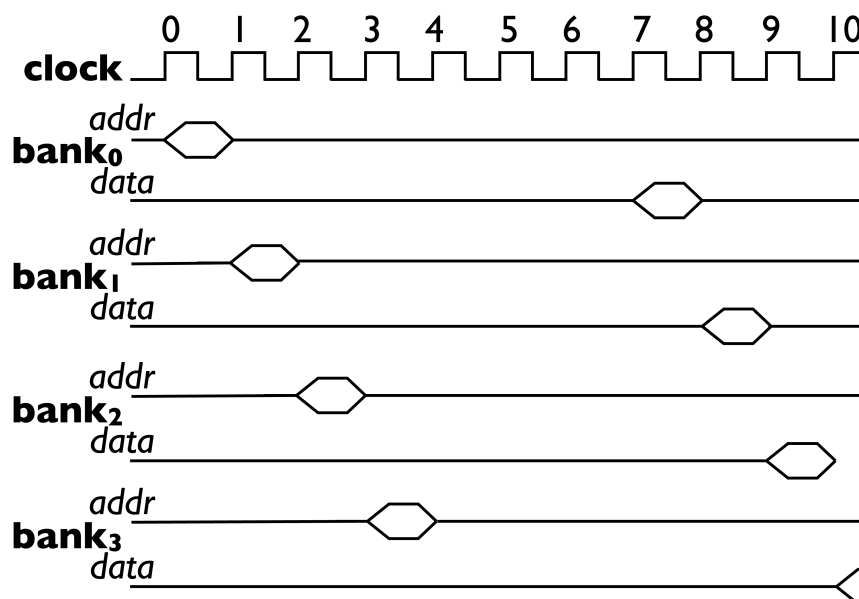 0 1 2 3 4 5 6 7 8 9 10
clock
addr
bank₀
data
addr
bank₁
data
addr
bank₂
data
addr
bank₃
data